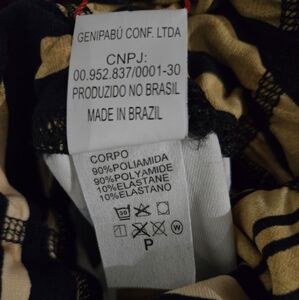 GENIPABÚ CONF. LTDA
CNPJ:
00.952.837/0001-30
PRODUZIDO NO BRASIL
MADE IN BRAZIL
CORPO
90%POLIAMIDA
90%POLYAMIDE
10%ELASTANE
10%ELASTANO
30
P W